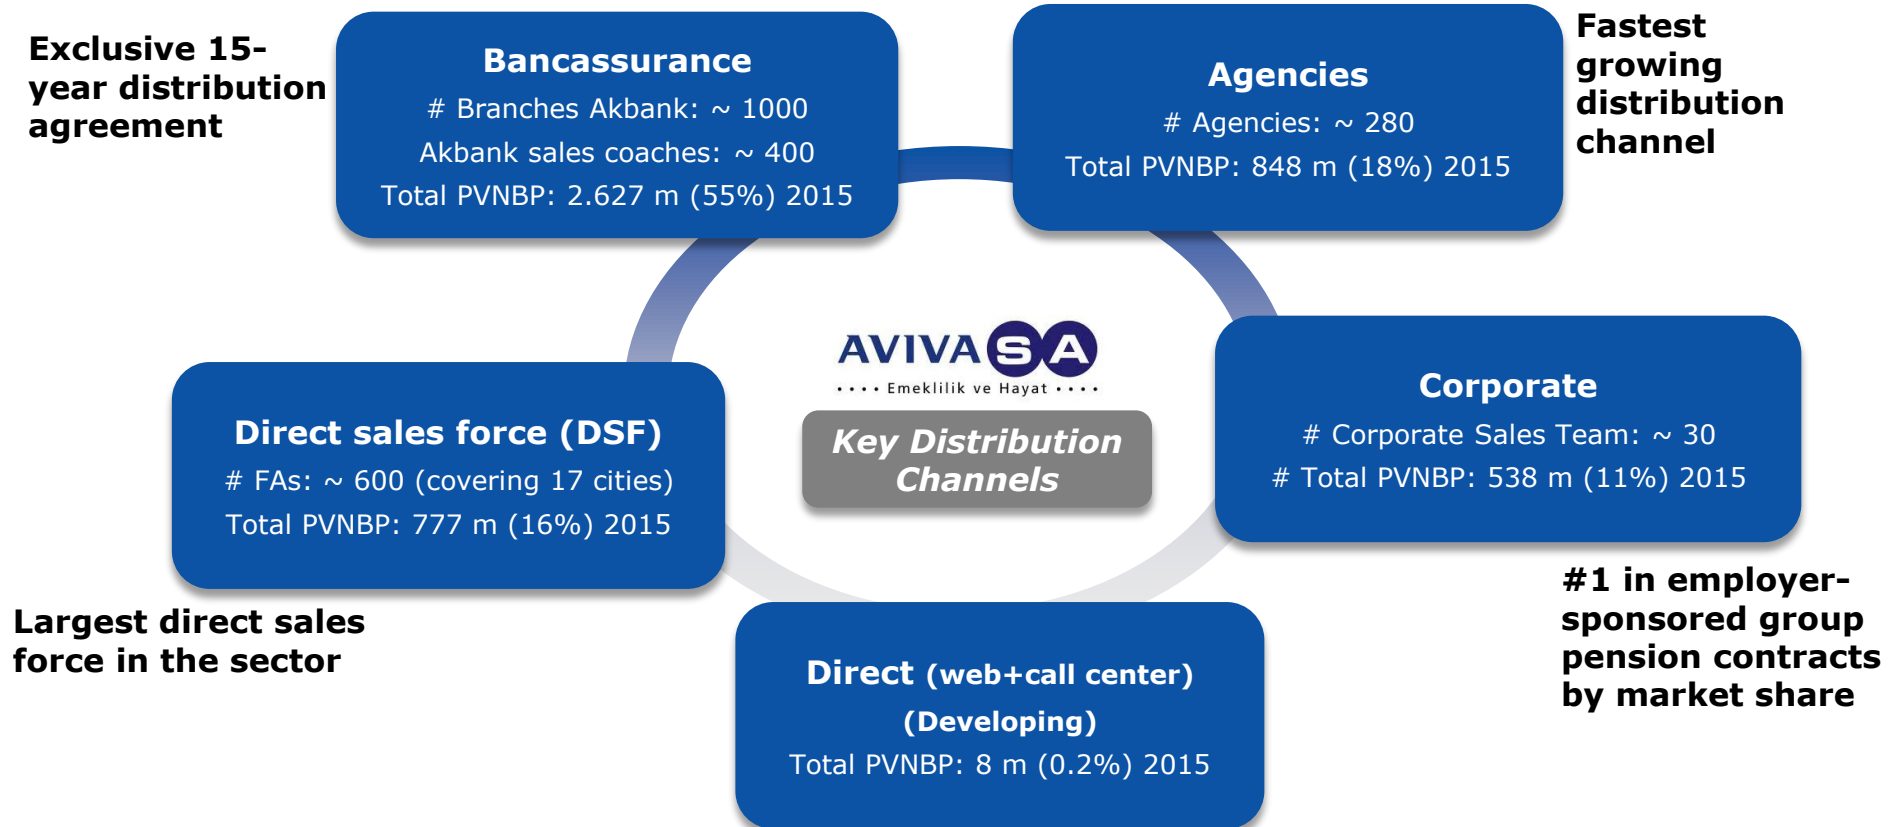 Exclusive 15-
year distribution
agreement
Bancassurance
# Branches Akbank: ~ 1000
Akbank sales coaches: ~ 400
Total PVNBP: 2.627 m (55%) 2015
Agencies
# Agencies: ~ 280
Total PVNBP: 848 m (18%) 2015
Fastest
growing
distribution
channel
AVIVASA
•••• Emeklilik ve Hayat ••••
Key Distribution
Channels
Direct sales force (DSF)
# FAs: ~ 600 (covering 17 cities)
Total PVNBP: 777 m (16%) 2015
Largest direct sales
force in the sector
Corporate
# Corporate Sales Team: ~ 30
# Total PVNBP: 538 m (11%) 2015
#1 in employer-
sponsored group
pension contracts
by market share
Direct (web+call center)
(Developing)
Total PVNBP: 8 m (0.2%) 2015